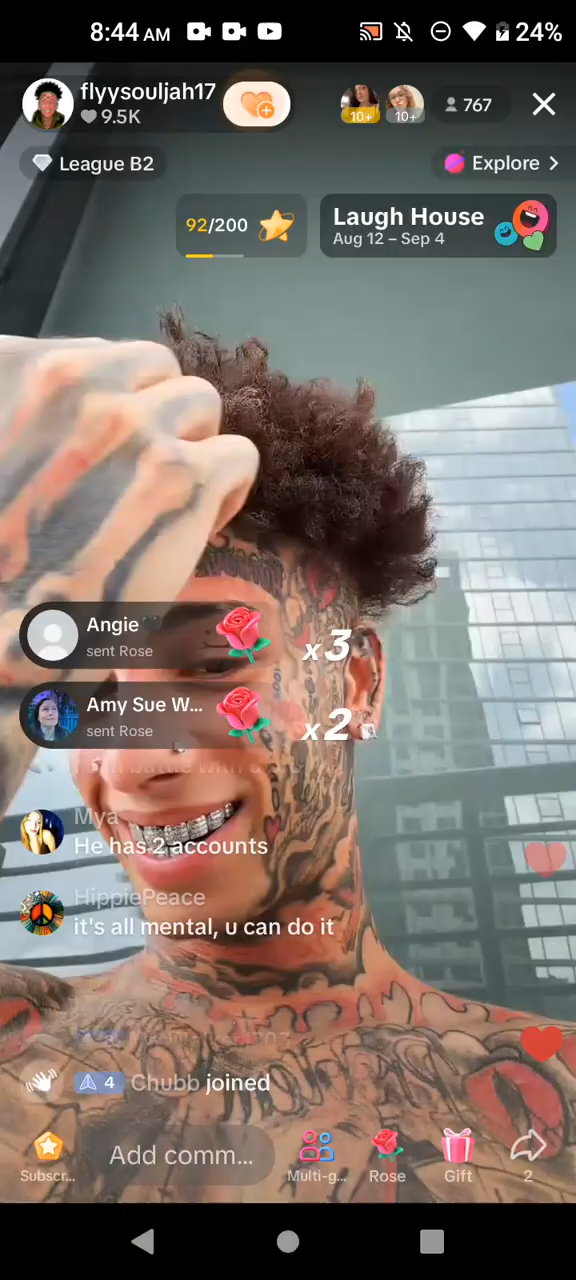 8:44 AM
24%
flyysouljah17
9.5K
10+
10+
767
League B2
Explore >
92/200
Laugh House
Aug 12 – Sep 4
Angie
sent Rose
x3
Amy Sue W...
sent Rose
x2
Mya
He has 2 accounts
HippiePeace
it's all mental, u can do it
4 Chubb joined
Subscr...
Add comm...
Multi-g...
Rose
Gift
2